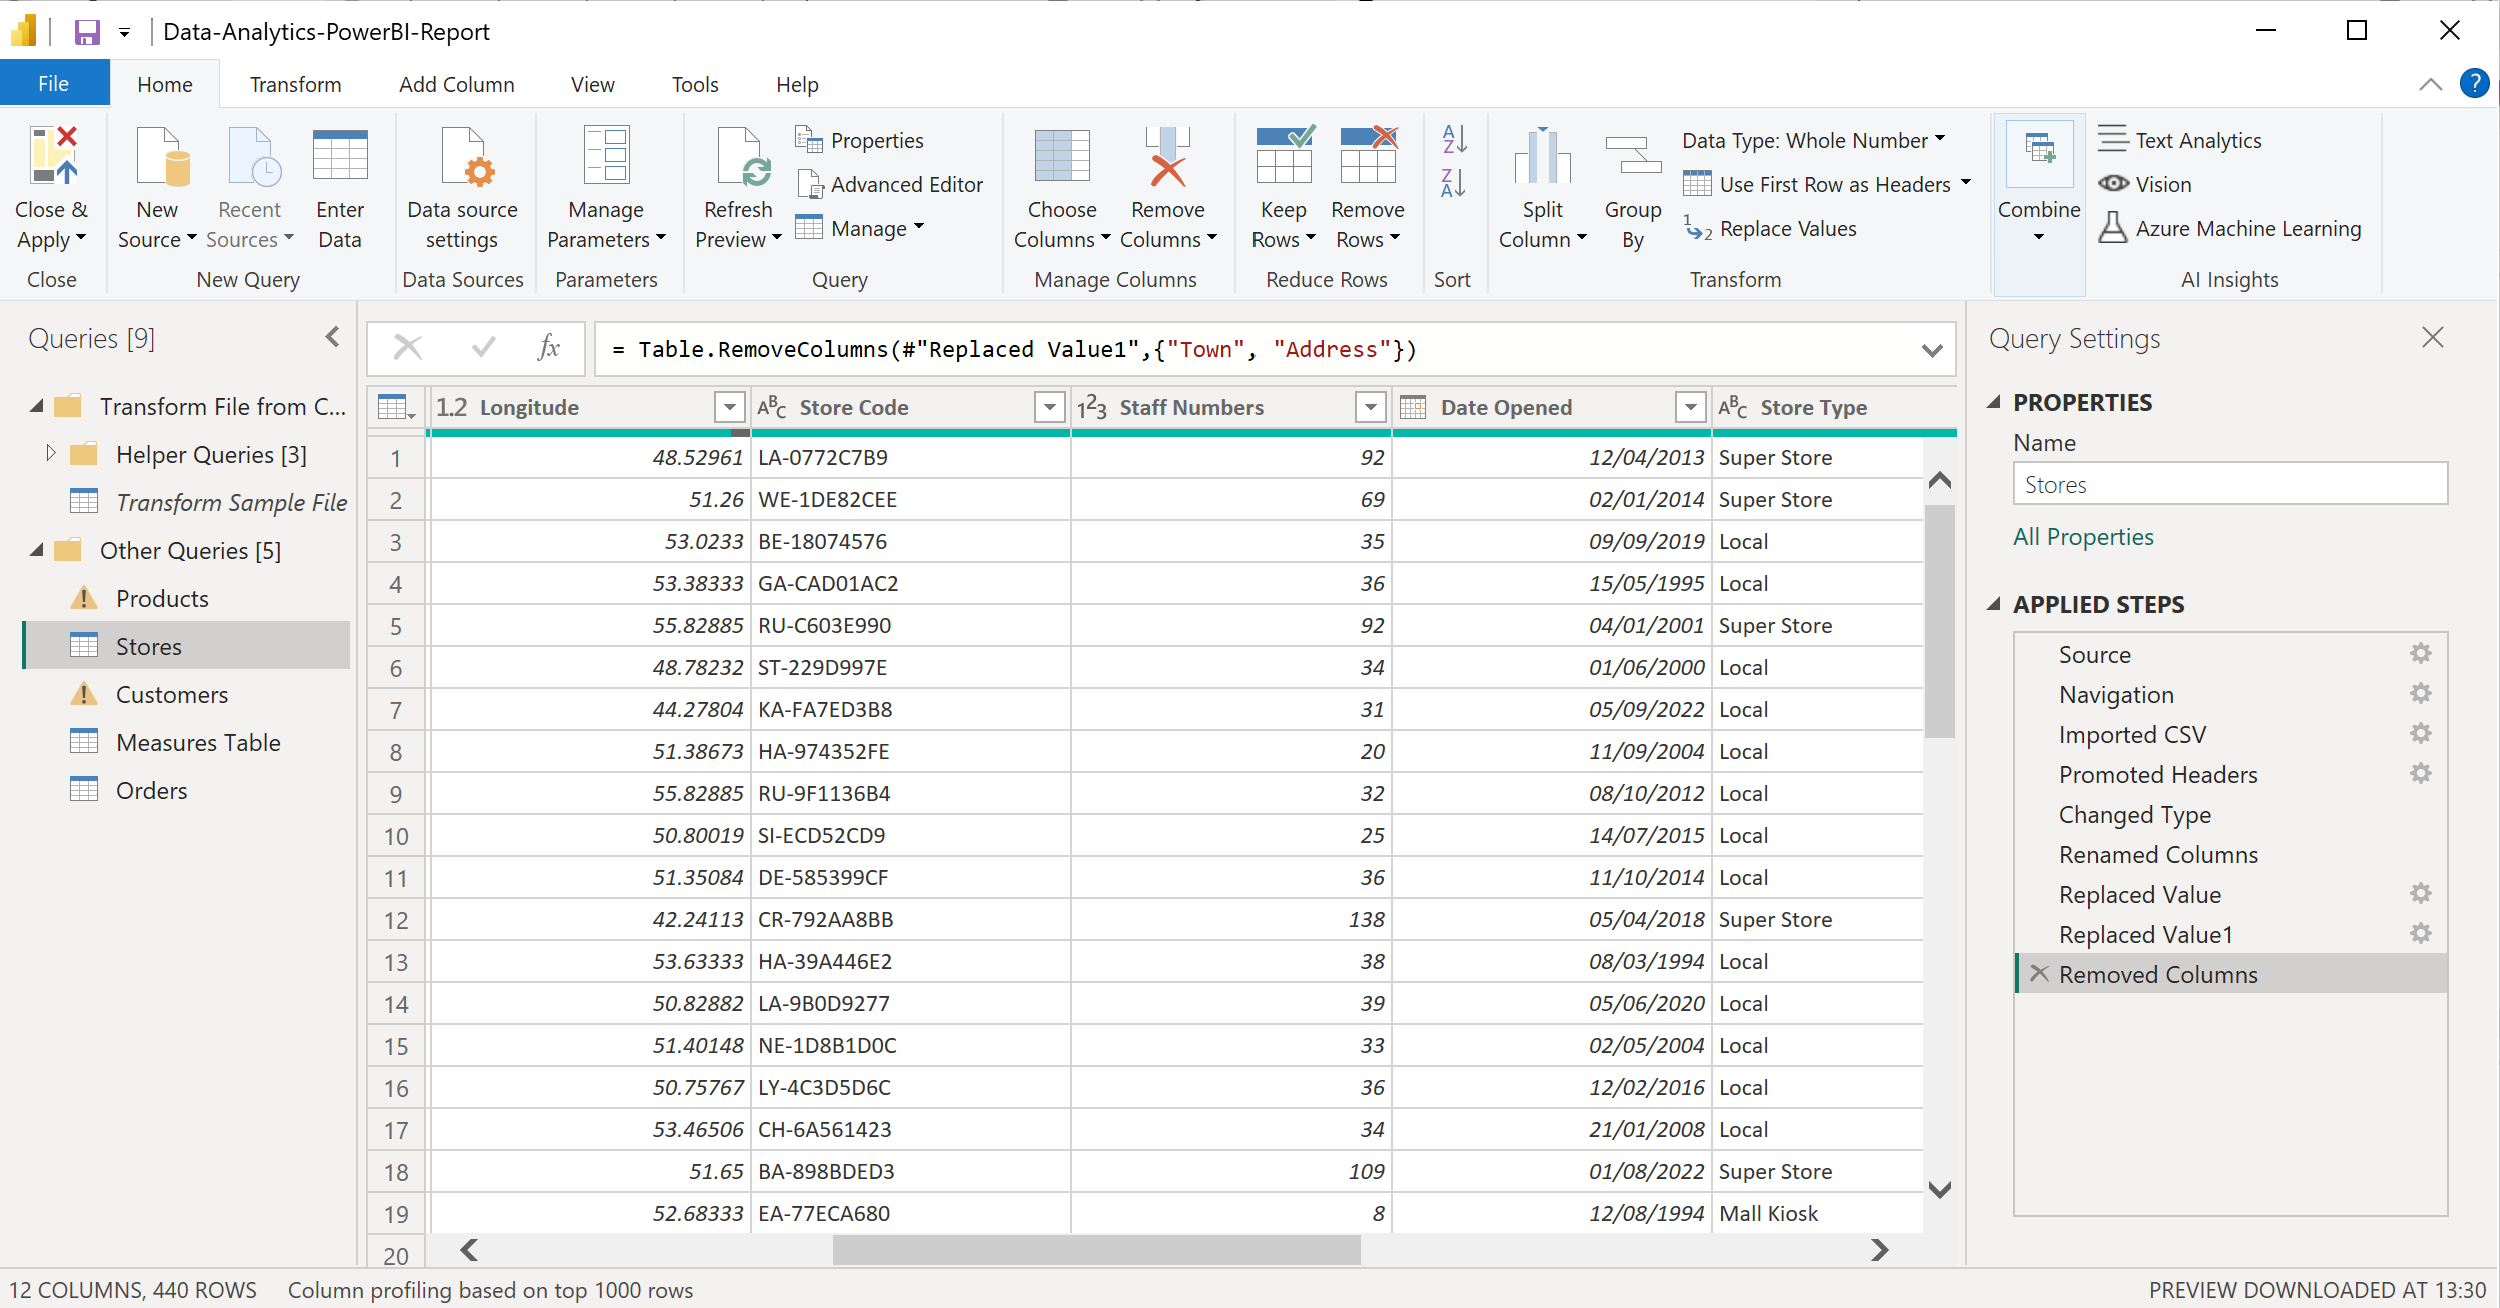 Data-Analytics-PowerBI-Report
File Home Transform Add Column View Tools Help
Close & Apply
Close
New Source
Recent Sources
Enter Data
New Query
Data source settings
Data Sources
Manage Parameters
Parameters
Refresh Preview
Properties
Advanced Editor
Manage
Query
Choose Columns
Remove Columns
Manage Columns
Keep Rows
Remove Rows
Reduce Rows
Sort
Split Column
Group By
Data Type: Whole Number
Use First Row as Headers
Replace Values
Transform
Combine
Text Analytics
Vision
Azure Machine Learning
AI Insights
Queries [9]
Transform File from C...
Helper Queries [3]
Transform Sample File
Other Queries [5]
Products
Stores
Customers
Measures Table
Orders
fx
= Table.RemoveColumns(#"Replaced Value1",{"Town", "Address"})
1.2 Longitude ABC Store Code 123 Staff Numbers Date Opened ABC Store Type
1 48.52961 LA-0772C7B9 92 12/04/2013 Super Store
2 51.26 WE-1DE82CEE 69 02/01/2014 Super Store
3 53.0233 BE-18074576 35 09/09/2019 Local
4 53.38333 GA-CAD01AC2 36 15/05/1995 Local
5 55.82885 RU-C603E990 92 04/01/2001 Super Store
6 48.78232 ST-229D997E 34 01/06/2000 Local
7 44.27804 KA-FA7ED3B8 31 05/09/2022 Local
8 51.38673 HA-974352FE 20 11/09/2004 Local
9 55.82885 RU-9F1136B4 32 08/10/2012 Local
10 50.80019 SI-ECD52CD9 25 14/07/2015 Local
11 51.35084 DE-585399CF 36 11/10/2014 Local
12 42.24113 CR-792AA8BB 138 05/04/2018 Super Store
13 53.63333 HA-39A446E2 38 08/03/1994 Local
14 50.82882 LA-9B0D9277 39 05/06/2020 Local
15 51.40148 NE-1D8B1D0C 33 02/05/2004 Local
16 50.75767 LY-4C3D5D6C 36 12/02/2016 Local
17 53.46506 CH-6A561423 34 21/01/2008 Local
18 51.65 BA-898BDED3 109 01/08/2022 Super Store
19 52.68333 EA-77ECA680 8 12/08/1994 Mall Kiosk
20
Query Settings
PROPERTIES
Name
Stores
All Properties
APPLIED STEPS
Source
Navigation
Imported CSV
Promoted Headers
Changed Type
Renamed Columns
Replaced Value
Replaced Value1
Removed Columns
12 COLUMNS, 440 ROWS Column profiling based on top 1000 rows
PREVIEW DOWNLOADED AT 13:30